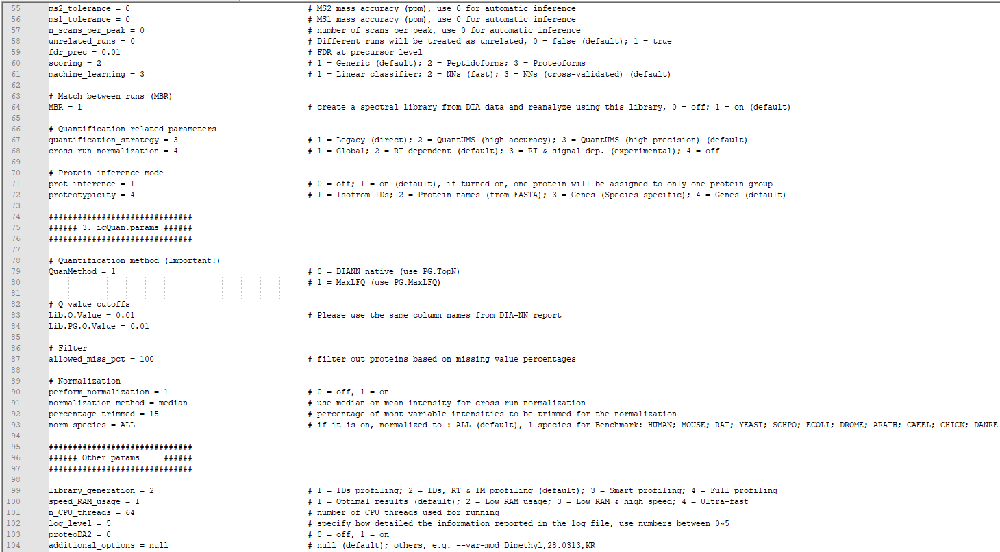 55 ms2_tolerance = 0 # MS2 mass accuracy (ppm), use 0 for automatic inference
56 ms1_tolerance = 0 # MS1 mass accuracy (ppm), use 0 for automatic inference
57 n_scans_per_peak = 0 # number of scans per peak, use 0 for automatic inference
58 unrelated_runs = 0 # Different runs will be treated as unrelated, 0 = false (default); 1 = true
59 fdr_prec = 0.01 # FDR at precursor level
60 scoring = 2 # 1 = Generic (default); 2 = Peptidoforms; 3 = Proteoforms
61 machine_learning = 3 # 1 = Linear classifier; 2 = NNs (fast); 3 = NNs (cross-validated) (default)
62
63 # Match between runs (MBR)
64 MBR = 1 # create a spectral library from DIA data and reanalyze using this library, 0 = off; 1 = on (default)
65
66 # Quantification related parameters
67 quantification_strategy = 3 # 1 = Legacy (direct); 2 = QuantUMS (high accuracy); 3 = QuantUMS (high precision) (default)
68 cross_run_normalization = 4 # 1 = Global; 2 = RT-dependent (default); 3 = RT & signal-dep. (experimental); 4 = off
69
70 # Protein inference mode
71 prot_inference = 1 # 0 = off; 1 = on (default), if turned on, one protein will be assigned to only one protein group
72 proteotypicity = 4 # 1 = Isofrom IDs; 2 = Protein names (from FASTA); 3 = Genes (Species-specific); 4 = Genes (default)
73
74 ##############################
75 ###### 3. iqQuan.params ######
76 ##############################
77
78 # Quantification method (Important!)
79 QuanMethod = 1 # 0 = DIANN native (use PG.TopN)
80 # 1 = MaxLFQ (use PG.MaxLFQ)
81
82 # Q value cutoffs
83 Lib.Q.Value = 0.01 # Please use the same column names from DIA-NN report
84 Lib.PG.Q.Value = 0.01
85
86 # Filter
87 allowed_miss_pct = 100 # filter out proteins based on missing value percentages
88
89 # Normalization
90 perform_normalization = 1 # 0 = off, 1 = on
91 normalization_method = median # use median or mean intensity for cross-run normalization
92 percentage_trimmed = 15 # percentage of most variable intensities to be trimmed for the normalization
93 norm_species = ALL # if it is on, normalized to : ALL (default), 1 species for Benchmark: HUMAN; MOUSE; RAT; YEAST; SCHPO; ECOLI; DROME; ARATH; CAEEL; CHICK; DANRE
94
95 ##############################
96 ###### Other params ######
97 ##############################
98
99 library_generation = 2 # 1 = IDs profiling; 2 = IDs, RT & IM profiling (default); 3 = Smart profiling; 4 = Full profiling
100 speed_RAM_usage = 1 # 1 = Optimal results (default); 2 = Low RAM usage; 3 = Low RAM & high speed; 4 = Ultra-fast
101 n_CPU_threads = 64 # number of CPU threads used for running
102 log_level = 5 # specify how detailed the information reported in the log file, use numbers between 0~5
103 proteoDA2 = 0 # 0 = off, 1 = on
104 additional_options = null # null (default); others, e.g. --var-mod Dimethyl,28.0313,KR